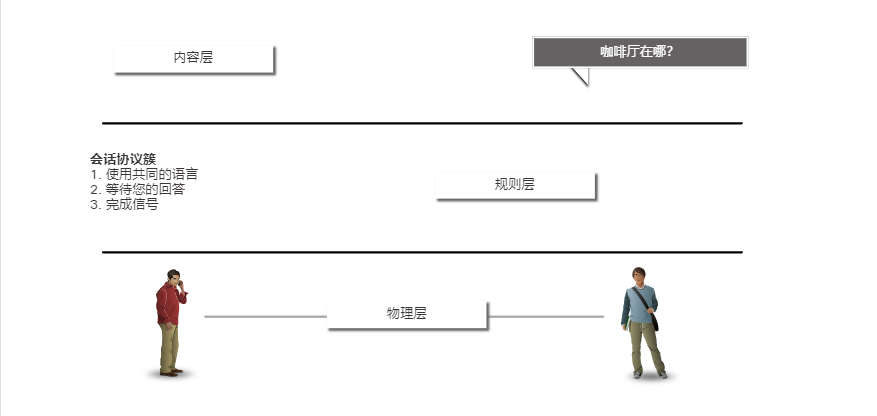 内容层
咖啡厅在哪？
会话协议簇
1. 使用共同的语言
2. 等待您的回答
3. 完成信号
规则层
物理层